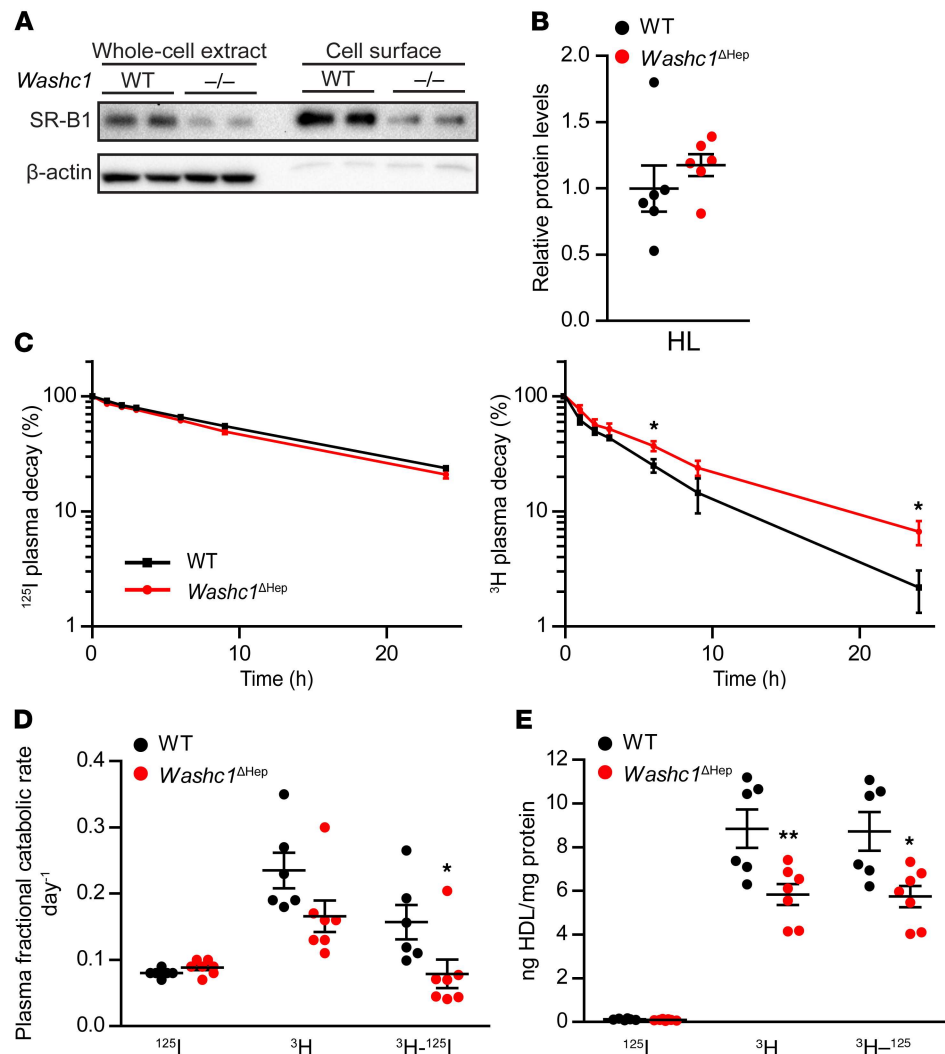 A
Whole-cell extract Cell surface
Washc1 WT –/– WT –/–
SR-B1
β-actin
B
WT
Washc1ΔHep
Relative protein levels
2.0
1.5
1.0
0.5
0.0
HL
C
125I plasma decay (%)
100
10
1
WT
Washc1ΔHep
0 10 20
Time (h)
3H plasma decay (%)
100
10
1
*
*
0 10 20
Time (h)
D
WT
Washc1ΔHep
Plasma fractional catabolic rate
day-1
0.4
0.3
0.2
0.1
0.0
*
125I 3H 3H-125I
E
WT
Washc1ΔHep
ng HDL/mg protein
12
10
8
6
4
2
0
**
*
125I 3H 3H–125